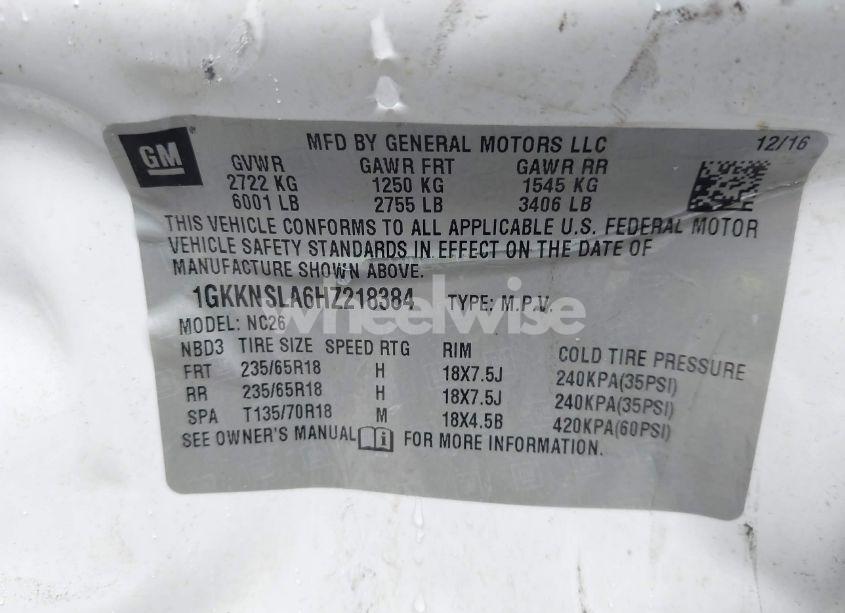 GM
MFD BY GENERAL MOTORS LLC 12/16
GVWR GAWR FRT GAWR RR
2722 KG 1250 KG 1545 KG
6001 LB 2755 LB 3406 LB
THIS VEHICLE CONFORMS TO ALL APPLICABLE U.S. FEDERAL MOTOR
VEHICLE SAFETY STANDARDS IN EFFECT ON THE DATE OF
MANUFACTURE SHOWN ABOVE.
1GKKNSLA6HZ218384 TYPE: M.P.V.
wheelwise
MODEL: NC26
NBD3 TIRE SIZE SPEED RTG RIM COLD TIRE PRESSURE
FRT 235/65R18 H 18X7.5J 240KPA(35PSI)
RR 235/65R18 H 18X7.5J 240KPA(35PSI)
SPA T135/70R18 M 18X4.5B 420KPA(60PSI)
SEE OWNER'S MANUAL i FOR MORE INFORMATION.